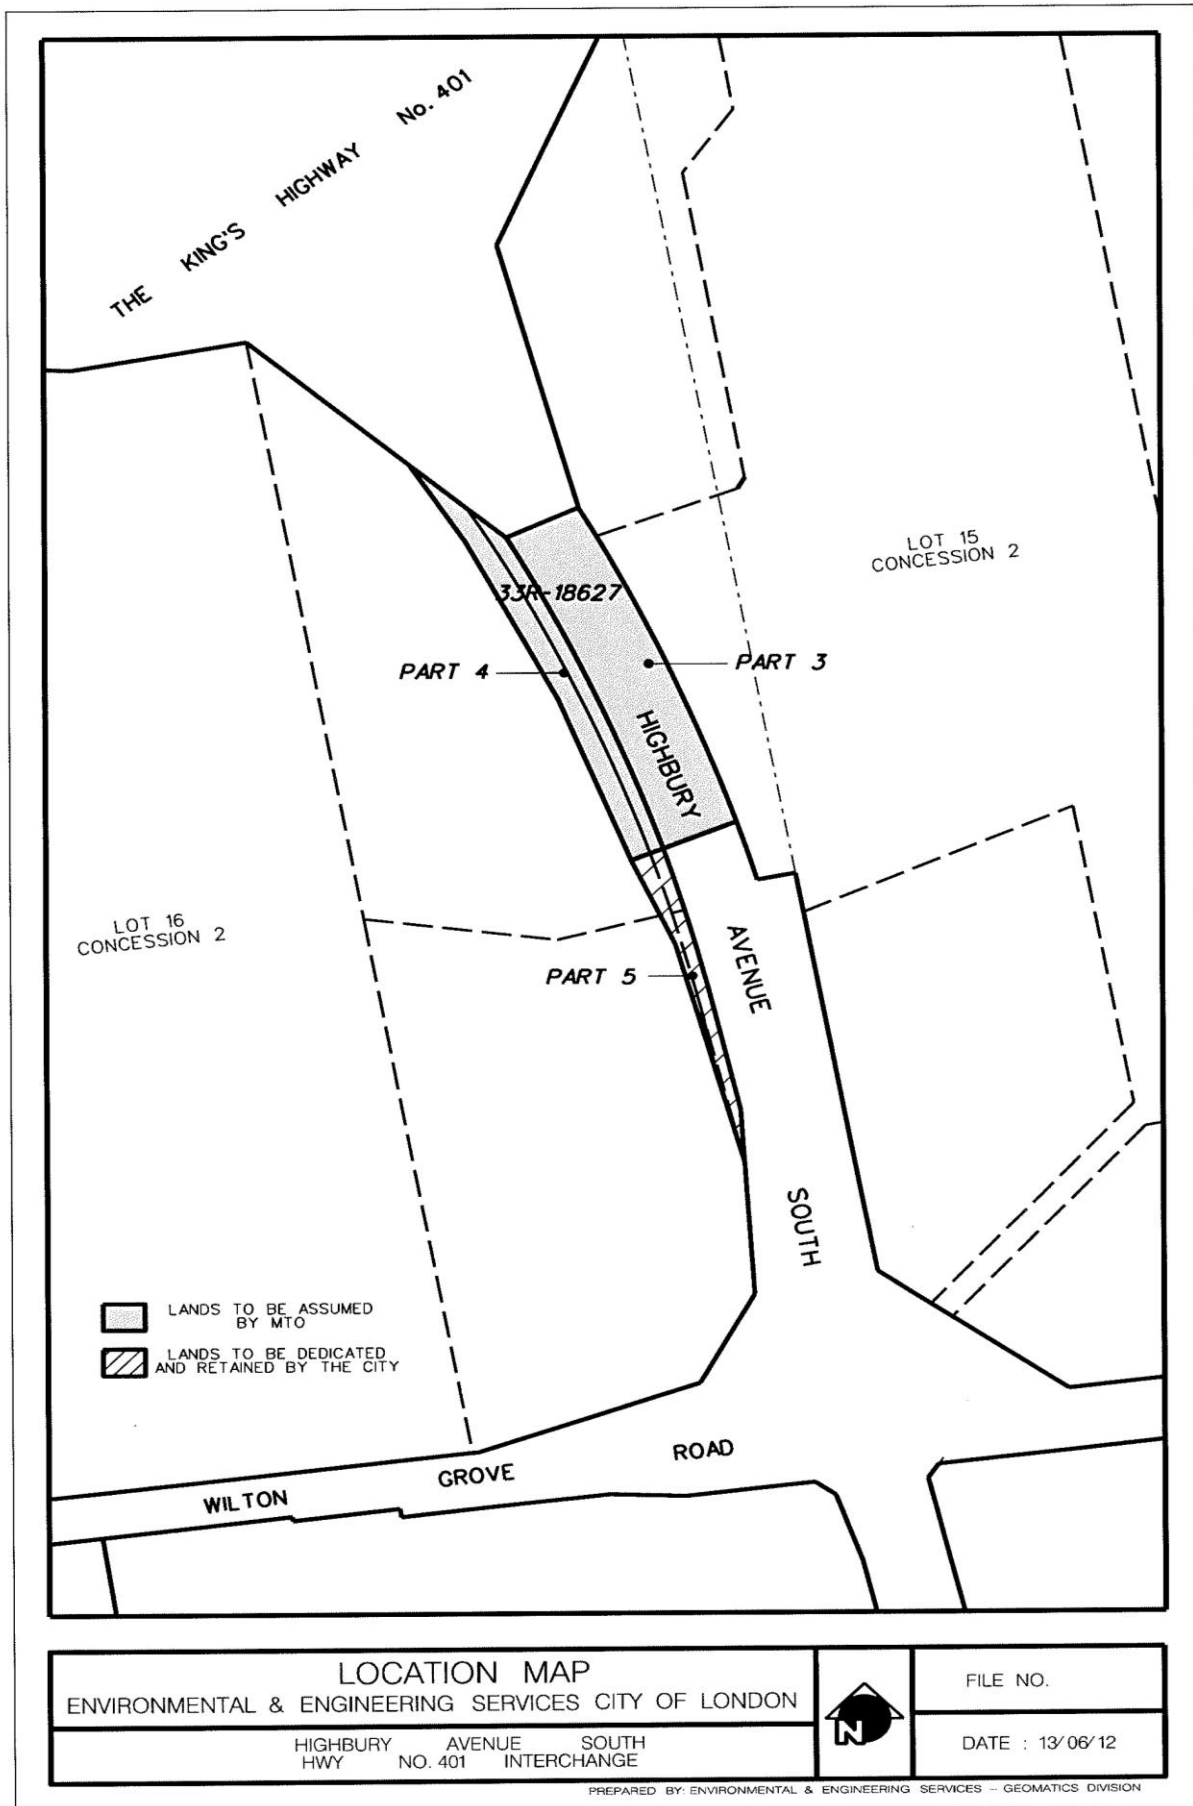 THE KING'S HIGHWAY No. 401
LOT 15
CONCESSION 2
33R-18627
PART 4
PART 3
HIGHBURY
LOT 16
CONCESSION 2
AVENUE
PART 5
SOUTH
LANDS TO BE ASSUMED
BY MTO
LANDS TO BE DEDICATED
AND RETAINED BY THE CITY
WILTON GROVE ROAD
LOCATION MAP
ENVIRONMENTAL & ENGINEERING SERVICES CITY OF LONDON
HIGHBURY AVENUE SOUTH
HWY NO. 401 INTERCHANGE
N
FILE NO.
DATE : 13/06/12
PREPARED BY: ENVIRONMENTAL & ENGINEERING SERVICES - GEOMATICS DIVISION